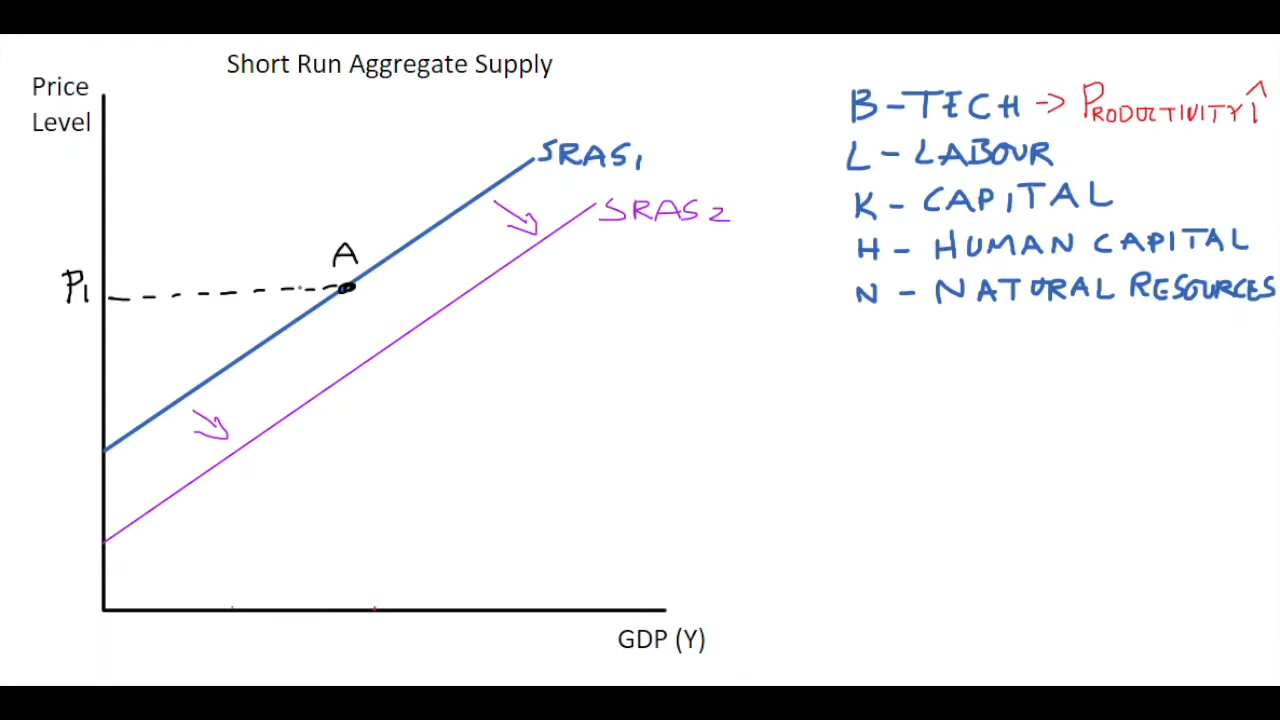 Short Run Aggregate Supply
Price
Level
SRAS1
SRAS2
A
P1
GDP (Y)
B - TECH -> PRODUCTIVITY ↑
L - LABOUR
K - CAPITAL
H - HUMAN CAPITAL
N - NATURAL RESOURCES